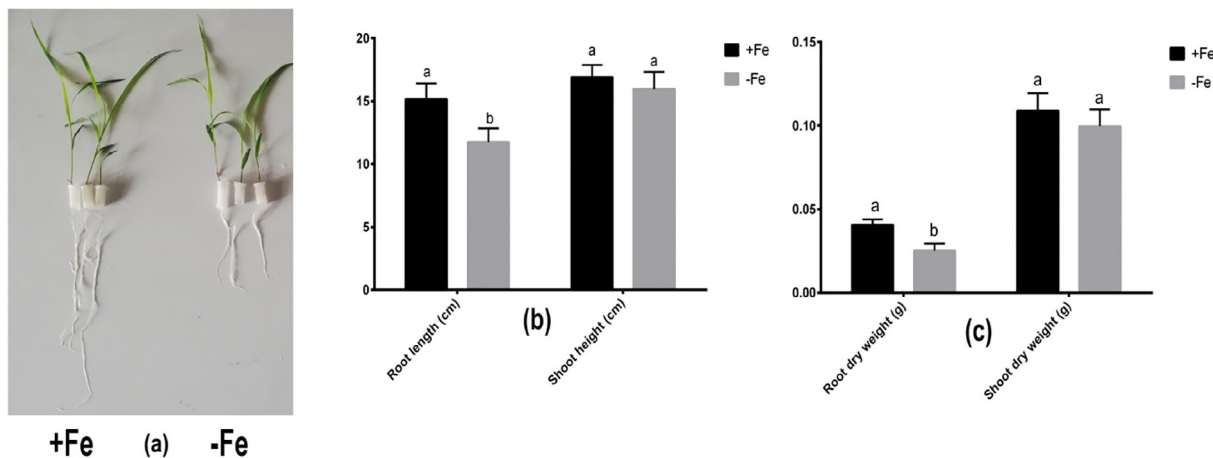 +Fe (a) -Fe
20
15
10
5
0
a
b
a
a
+Fe
-Fe
Root length (cm)
Shoot height (cm)
(b)
0.15
0.10
0.05
0.00
a
b
a
a
+Fe
-Fe
Root dry weight (g)
Shoot dry weight (g)
(c)